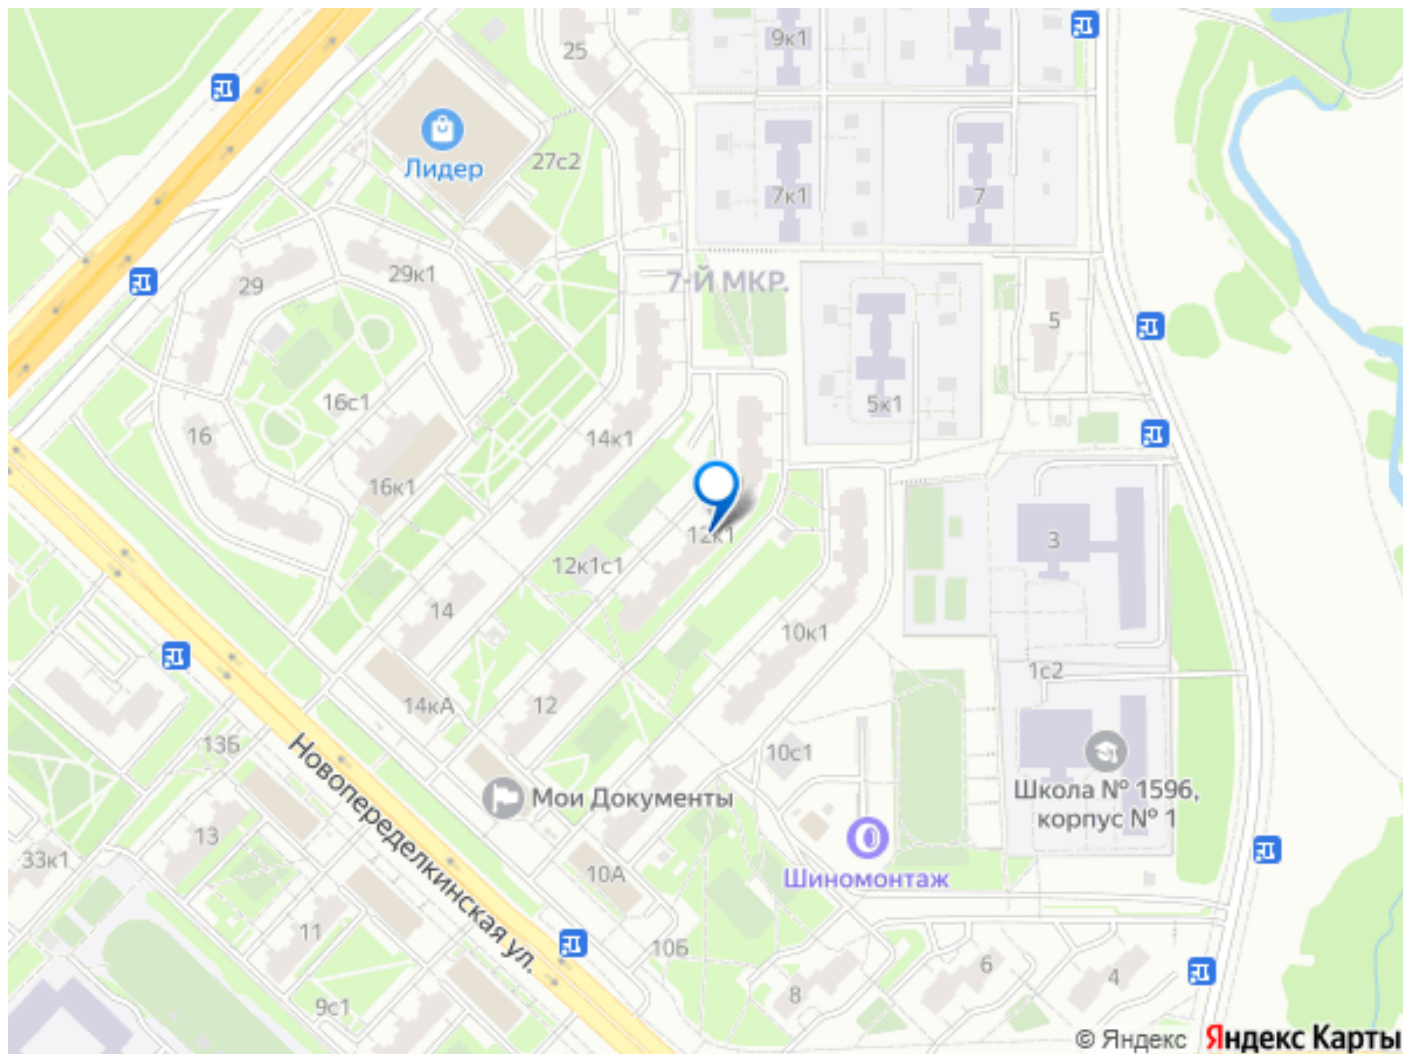 25
9к1
Лидер
27с2
7к1
7
29
29к1
7-Й МКР.
5
16с1
5к1
16
14к1
16к1
12к1
3
12к1с1
14
10к1
1с2
14кА
12
13Б
10с1
Новопеределкинская ул.
Мои Документы
Школа № 1596,
корпус № 1
13
33к1
10А
Шиномонтаж
11
10Б
6
4
9с1
8
© Яндекс Яндекс Карты